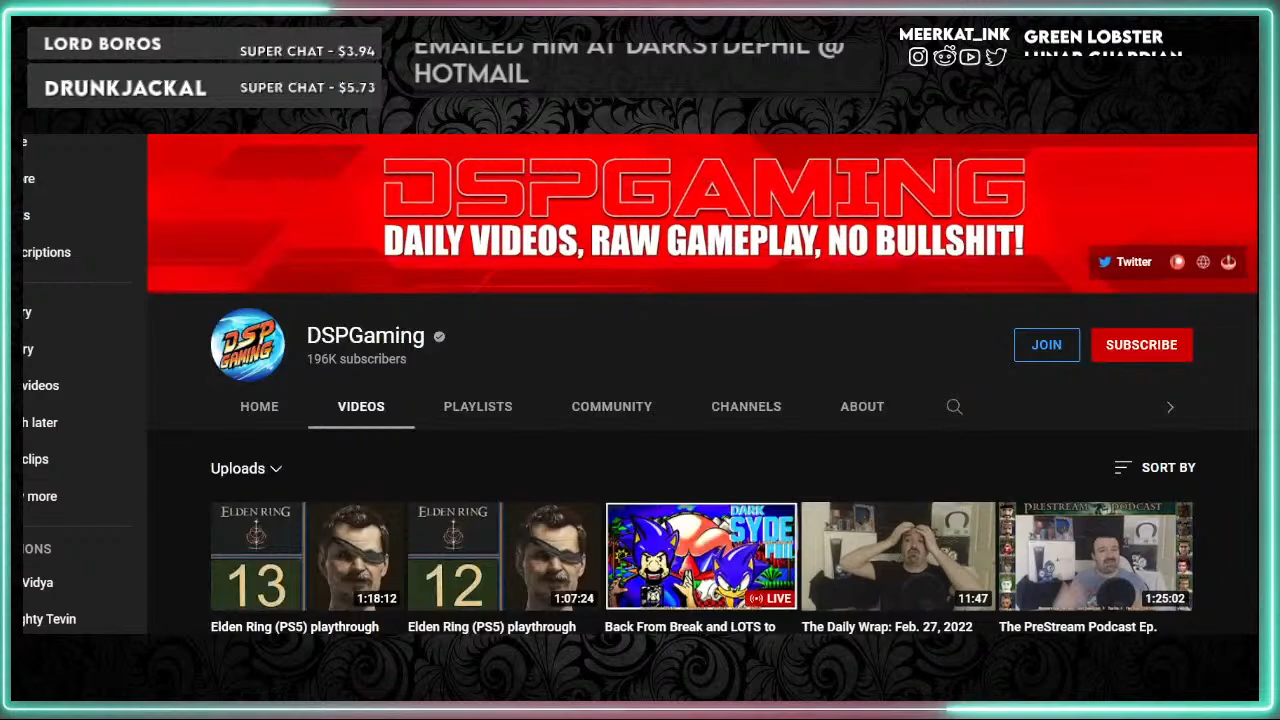 LORD BOROS SUPER CHAT - $3.94
DRUNKJACKAL SUPER CHAT - $5.73
EMAILED HIM AT DARKSYDEPHIL @
HOTMAIL
MEERKAT_INK
GREEN LOBSTER
LUNAR GUARDIAN
DSPGAMING
DAILY VIDEOS, RAW GAMEPLAY, NO BULLSHIT!
Twitter
e
re
s
criptions
ry
ry
videos
h later
clips
more
IONS
Vidya
ghty Tevin
DSP
GAMING
DSPGaming
196K subscribers
JOIN
SUBSCRIBE
HOME VIDEOS PLAYLISTS COMMUNITY CHANNELS ABOUT
Uploads
SORT BY
ELDEN RING
13
1:18:12
Elden Ring (PS5) playthrough
ELDEN RING
12
1:07:24
Elden Ring (PS5) playthrough
DARK
SYDE
PHIL
LIVE
Back From Break and LOTS to
11:47
The Daily Wrap: Feb. 27, 2022
PRESTREAM PODCAST
1:25:02
The PreStream Podcast Ep.